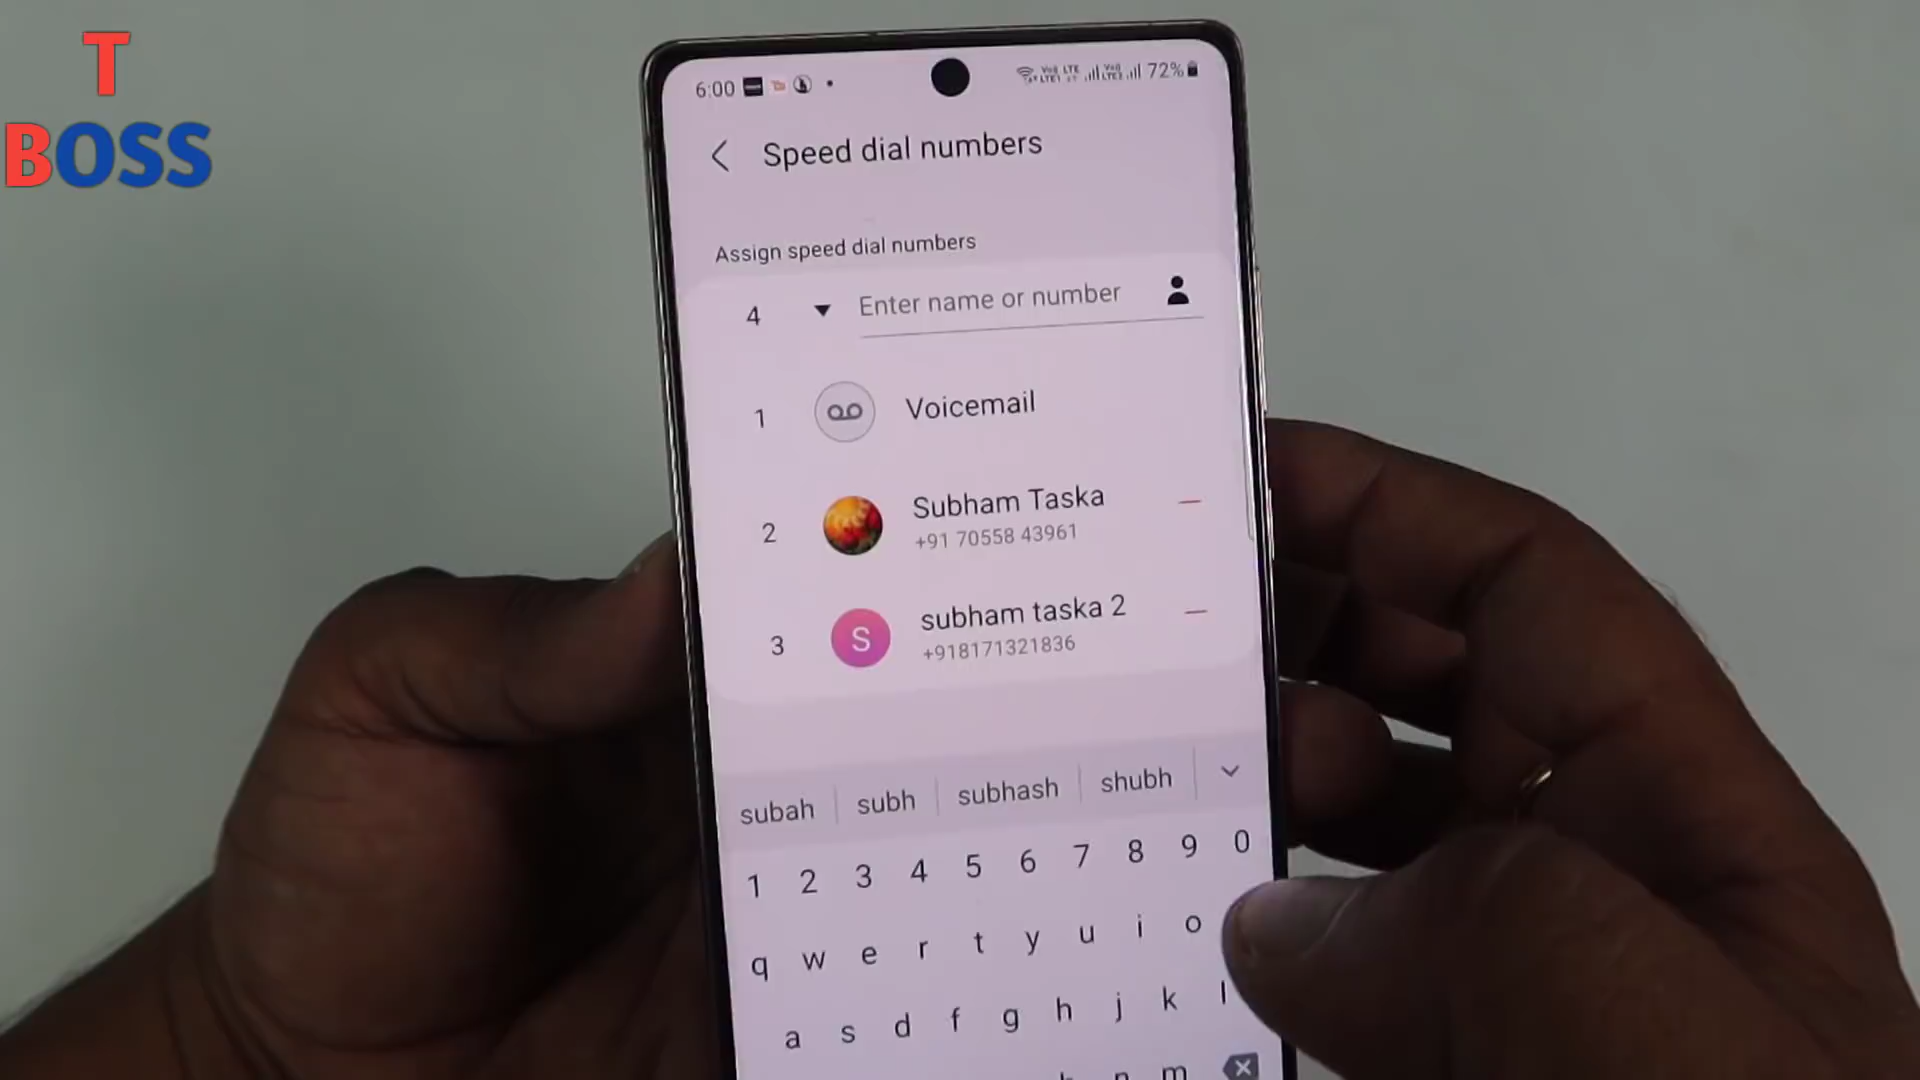 T
BOSS
6:00
72%
Speed dial numbers
Assign speed dial numbers
4 Enter name or number
1 Voicemail
2 Subham Taska
+91 70558 43961
3 S subham taska 2
+918171321836
subah subh subhash shubh
1 2 3 4 5 6 7 8 9 0
q w e r t y u i o
a s d f g h j k l
n m